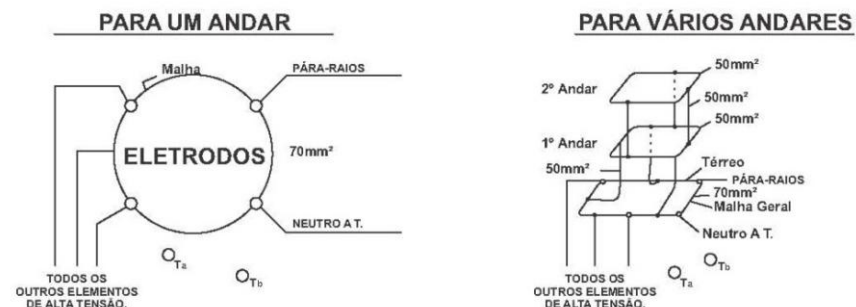 PARA UM ANDAR
Malha
PÁRA-RAIOS
ELETRODOS
70mm²
NEUTRO A T.
Ta
Tb
TODOS OS
OUTROS ELEMENTOS
DE ALTA TENSÃO.
PARA VÁRIOS ANDARES
50mm²
2º Andar
50mm²
50mm²
1º Andar
50mm²
Térreo
PÁRA-RAIOS
70mm²
Malha Geral
Neutro A T.
Ta
Tb
TODOS OS
OUTROS ELEMENTOS
DE ALTA TENSÃO.